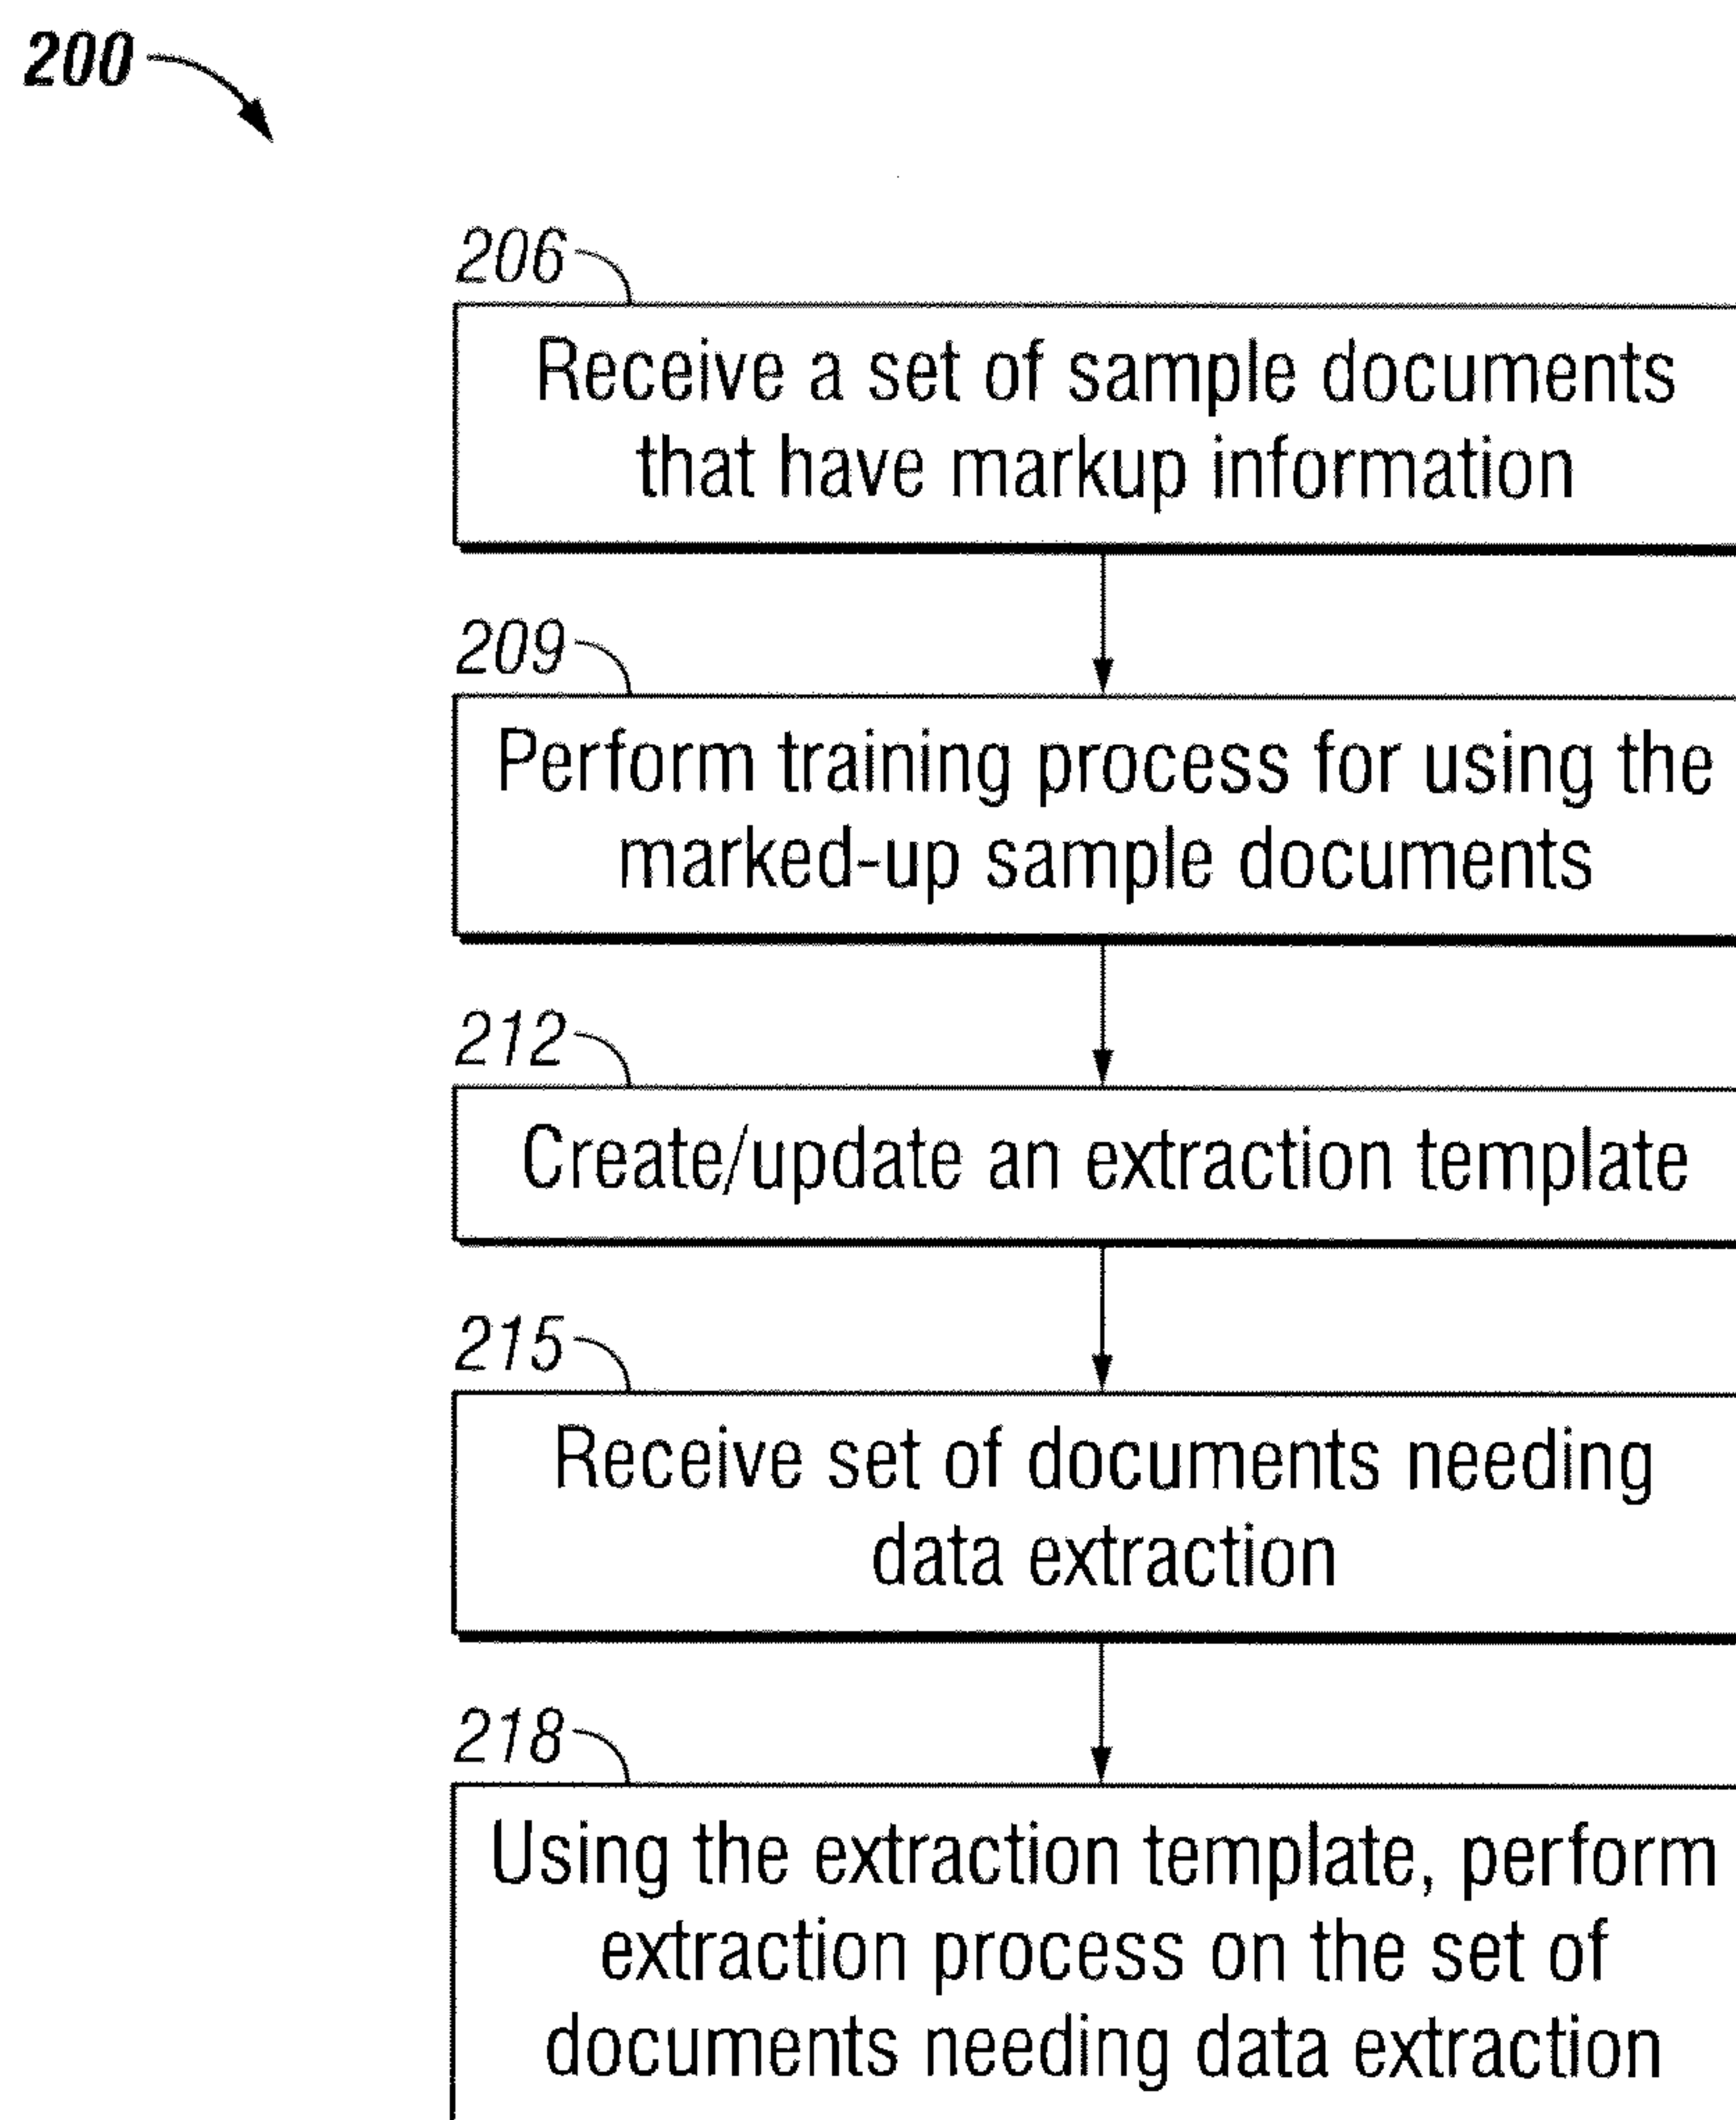 200
206
Receive a set of sample documents
that have markup information
209
Perform training process for using the
marked-up sample documents
212
Create/update an extraction template
215
Receive set of documents needing
data extraction
218
Using the extraction template, perform
extraction process on the set of
documents needing data extraction